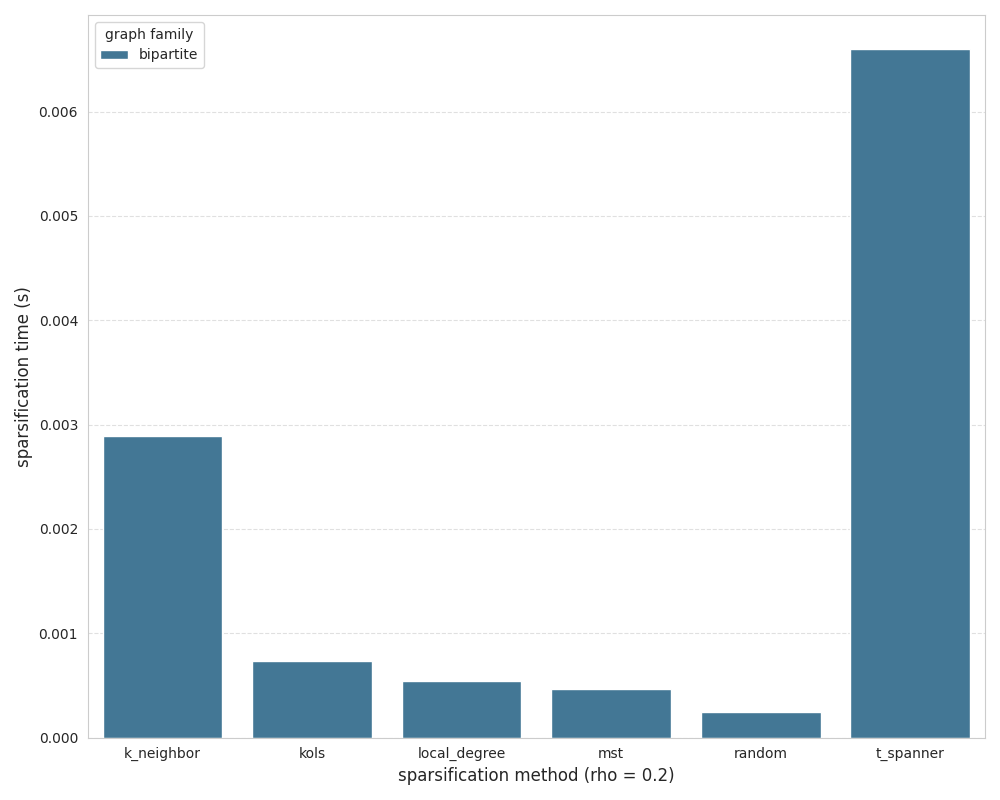 graph family
bipartite
0.006
0.005
0.004
0.003
0.002
0.001
0.000
sparsification time (s)
k_neighbor
kols
local_degree
mst
random
t_spanner
sparsification method (rho = 0.2)